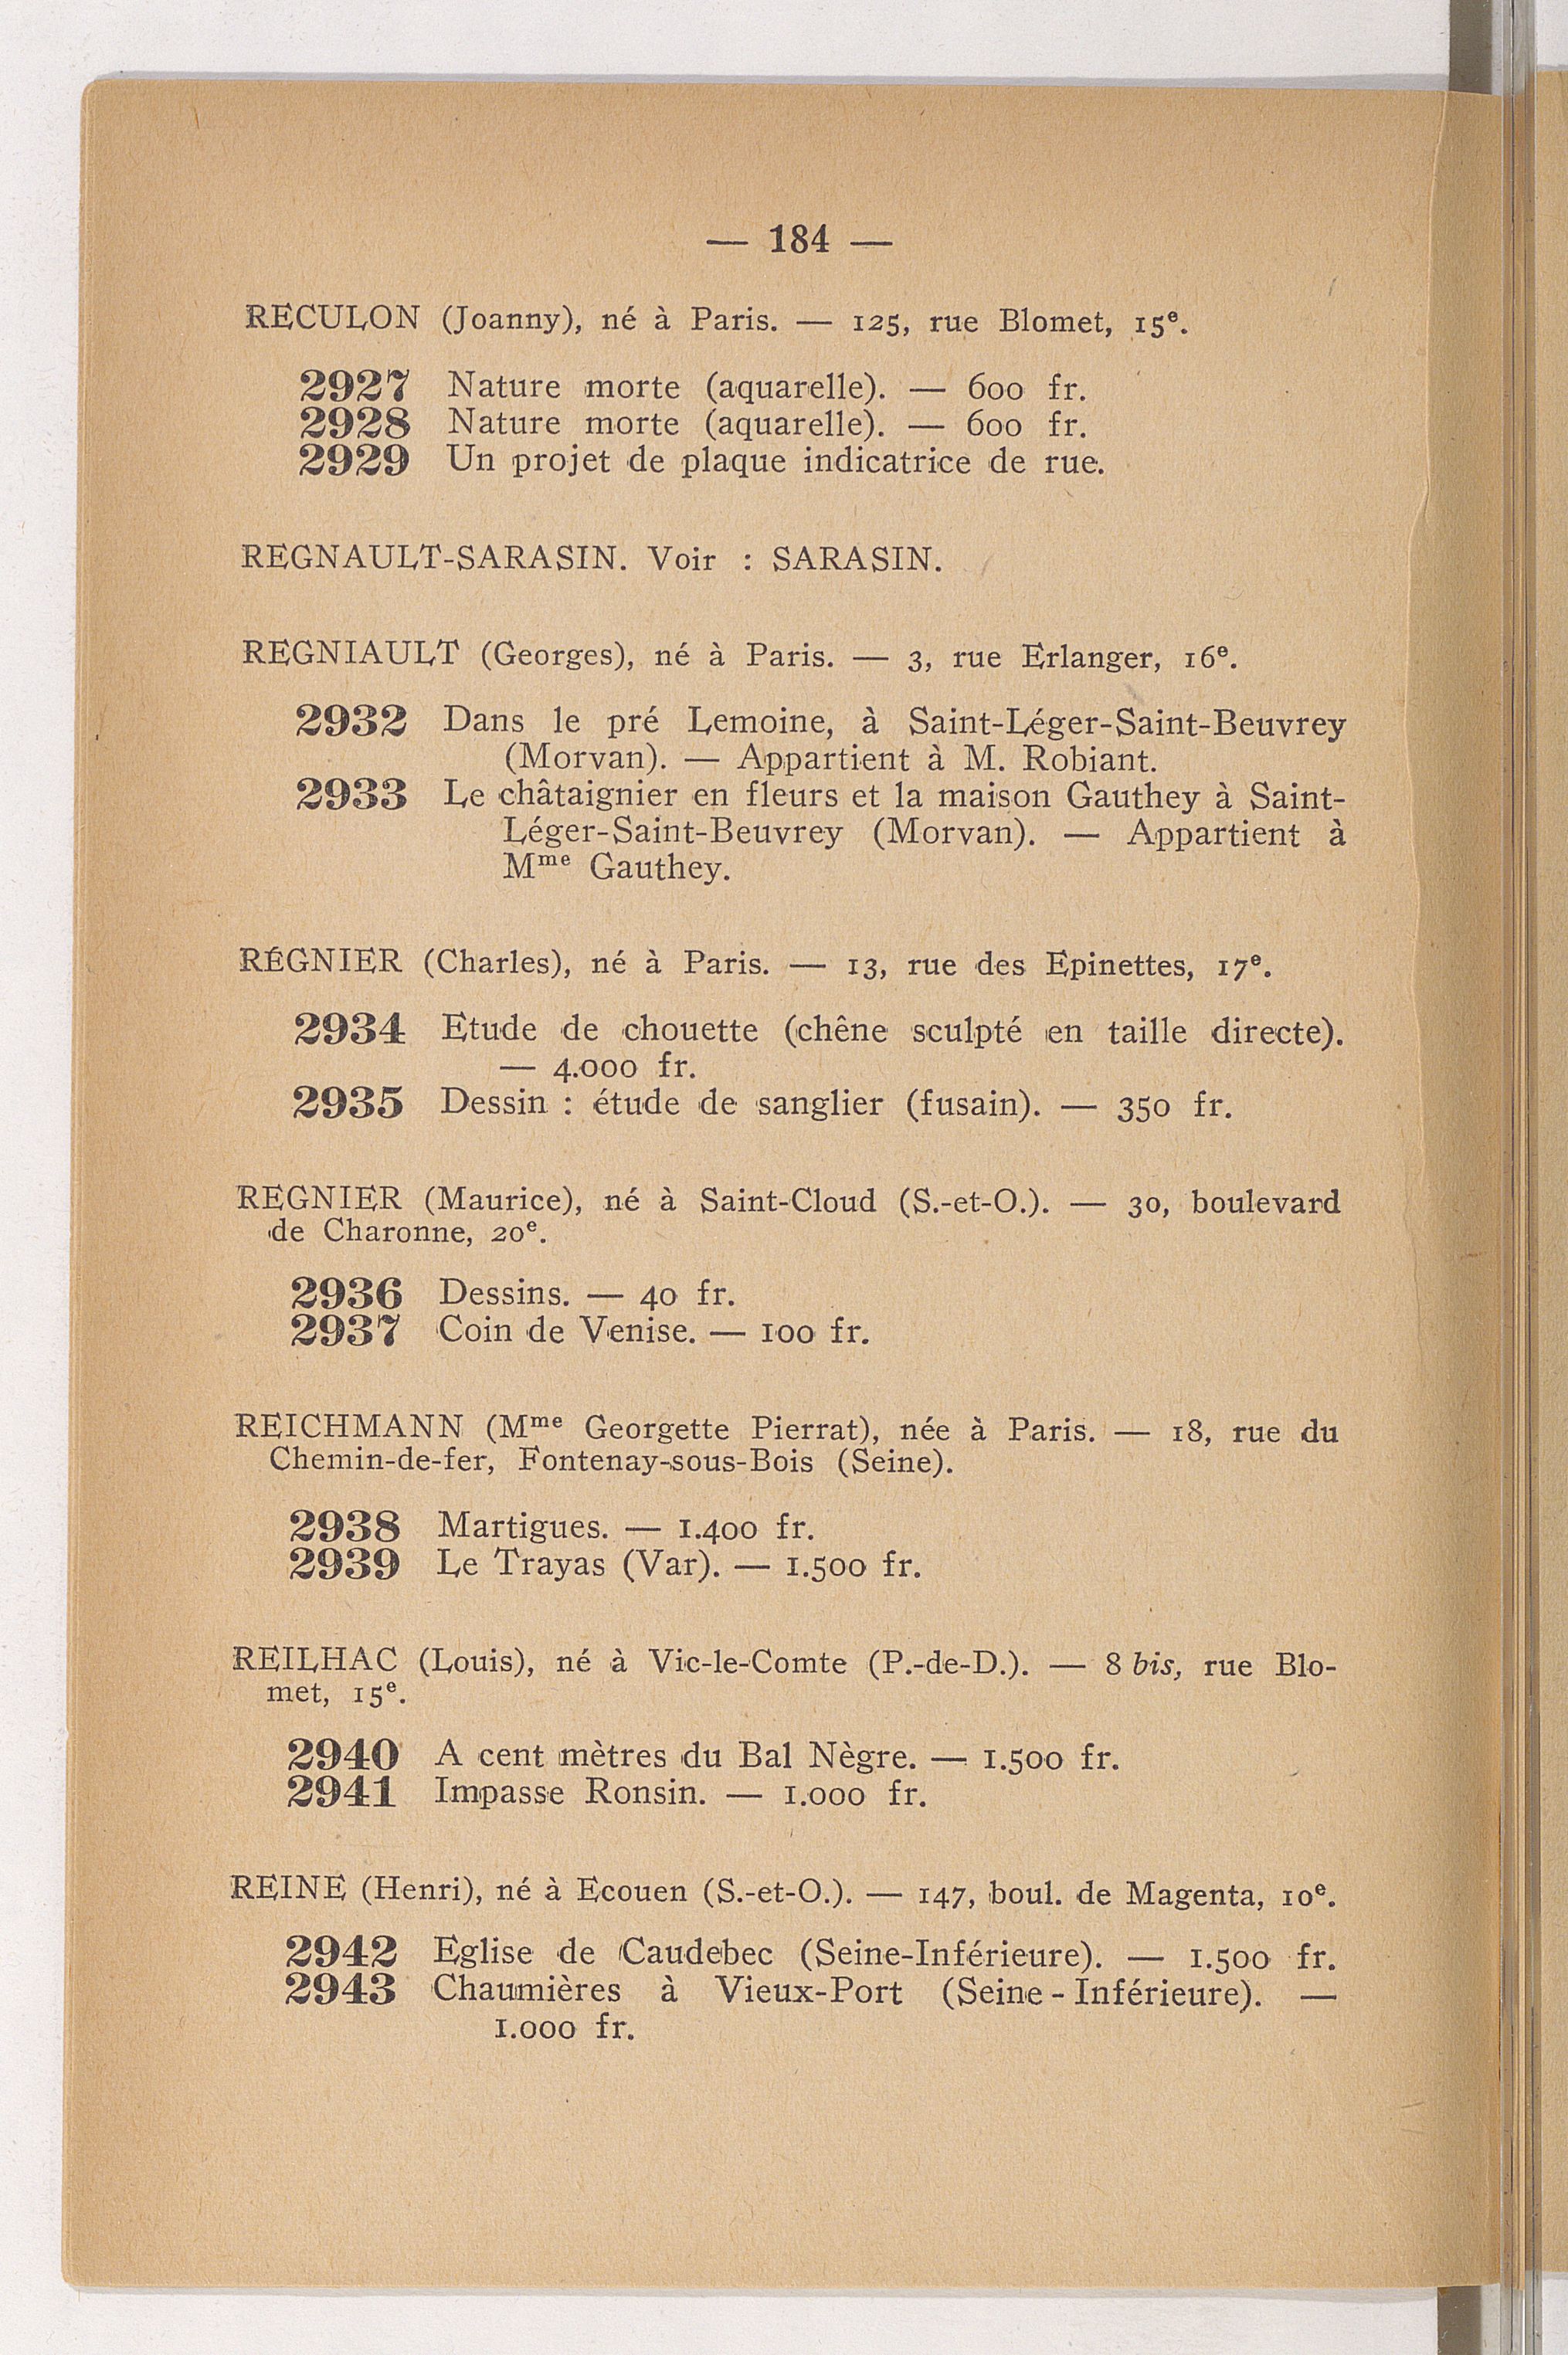 — 184 —
RECULON (Joanny), né à Paris. — 125, rue Blomet, 15e.
2927 Nature morte (aquarelle). — 600 fr.
2928 Nature morte (aquarelle). — 600 fr.
2929 Un projet de plaque indicatrice de rue.
REGNAULT-SARASIN. Voir : SARASIN.
REGNIAULT (Georges), né à Paris. — 3, rue Erlanger, 16e.
2932 Dans le pré Lemoine, à Saint-Léger-Saint-Beuvrey
(Morvan). — Appartient à M. Robiant.
2933 Le châtaignier en fleurs et la maison Gauthey à Saint-
Léger-Saint-Beuvrey (Morvan). — Appartient à
Mme Gauthey.
RÉGNIER (Charles), né à Paris. — 13, rue des Epinettes, 17e.
2934 Etude de chouette (chêne sculpté en taille directe).
— 4.000 fr.
2935 Dessin : étude de sanglier (fusain). — 350 fr.
REGNIER (Maurice), né à Saint-Cloud (S.-et-O.). — 30, boulevard
de Charonne, 20e.
2936 Dessins. — 40 fr.
2937 Coin de Venise. — 100 fr.
REICHMANN (Mme Georgette Pierrat), née à Paris. — 18, rue du
Chemin-de-fer, Fontenay-sous-Bois (Seine).
2938 Martigues. — 1.400 fr.
2939 Le Trayas (Var). — 1.500 fr.
REILHAC (Louis), né à Vic-le-Comte (P.-de-D.). — 8 bis, rue Blo-
met, 15e.
2940 A cent mètres du Bal Nègre. — 1.500 fr.
2941 Impasse Ronsin. — 1.000 fr.
REINE (Henri), né à Ecouen (S.-et-O.). — 147, boul. de Magenta, 10e.
2942 Eglise de Caudebec (Seine-Inférieure). — 1.500 fr.
2943 Chaumières à Vieux-Port (Seine-Inférieure). —
1.000 fr.